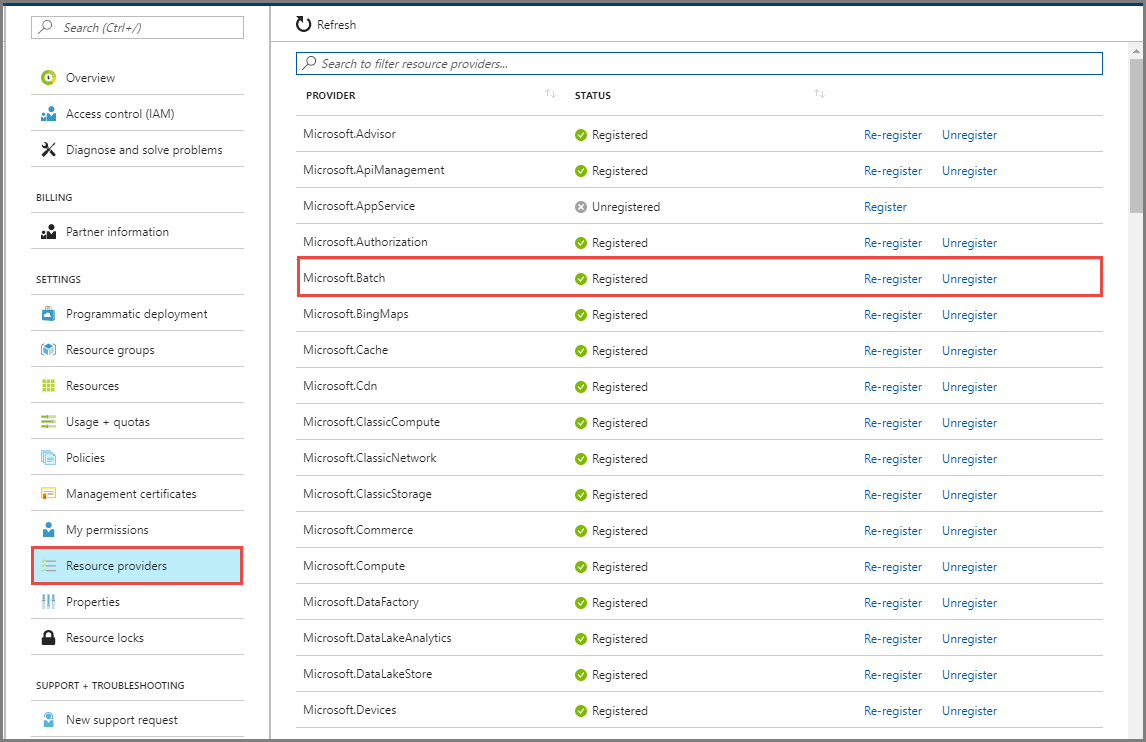 Search (Ctrl+/)
Overview
Access control (IAM)
Diagnose and solve problems
BILLING
Partner information
SETTINGS
Programmatic deployment
Resource groups
Resources
Usage + quotas
Policies
Management certificates
My permissions
Resource providers
Properties
Resource locks
SUPPORT + TROUBLESHOOTING
New support request
Refresh
Search to filter resource providers...
PROVIDER STATUS
Microsoft.Advisor Registered Re-register Unregister
Microsoft.ApiManagement Registered Re-register Unregister
Microsoft.AppService Unregistered Register
Microsoft.Authorization Registered Re-register Unregister
Microsoft.Batch Registered Re-register Unregister
Microsoft.BingMaps Registered Re-register Unregister
Microsoft.Cache Registered Re-register Unregister
Microsoft.Cdn Registered Re-register Unregister
Microsoft.ClassicCompute Registered Re-register Unregister
Microsoft.ClassicNetwork Registered Re-register Unregister
Microsoft.ClassicStorage Registered Re-register Unregister
Microsoft.Commerce Registered Re-register Unregister
Microsoft.Compute Registered Re-register Unregister
Microsoft.DataFactory Registered Re-register Unregister
Microsoft.DataLakeAnalytics Registered Re-register Unregister
Microsoft.DataLakeStore Registered Re-register Unregister
Microsoft.Devices Registered Re-register Unregister